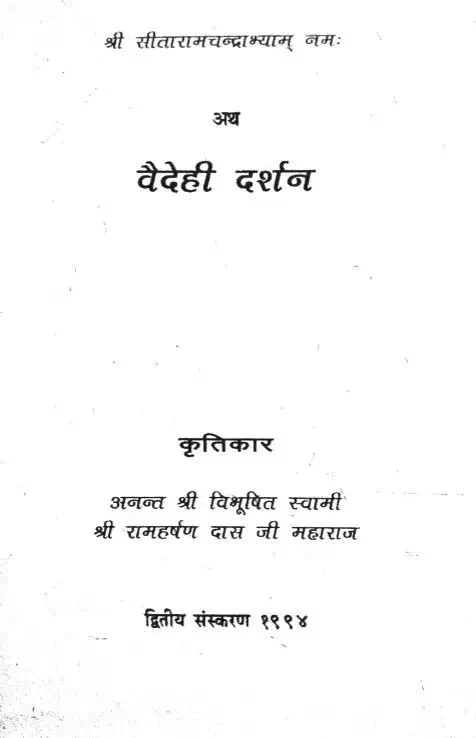 श्री सीतारामचन्द्राभ्याम् नमः
अथ
वैदेही दर्शन
कृतिकार
अनन्त श्री विभूषित स्वामी
श्री रामहर्षण दास जी महाराज
द्वितीय संस्करण १९९४